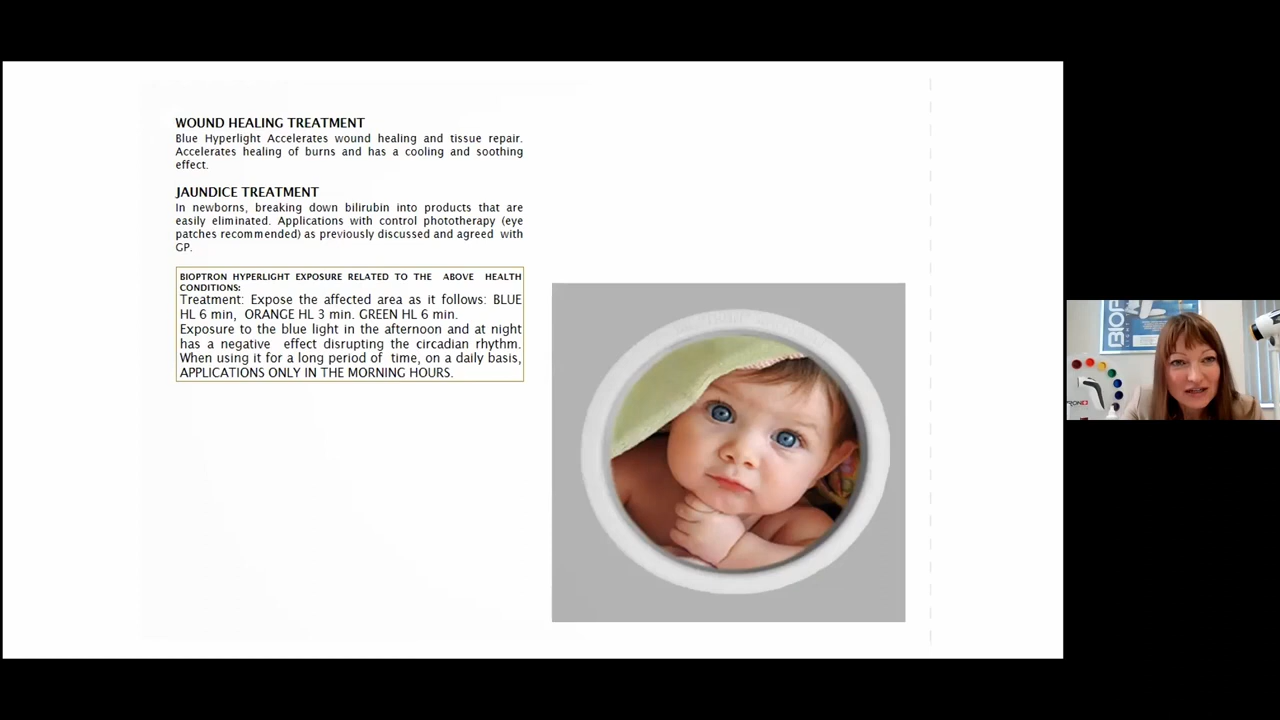 WOUND HEALING TREATMENT
Blue Hyperlight Accelerates wound healing and tissue repair.
Accelerates healing of burns and has a cooling and soothing
effect.
JAUNDICE TREATMENT
In newborns, breaking down bilirubin into products that are
easily eliminated. Applications with control phototherapy (eye
patches recommended) as previously discussed and agreed with
GP.
BIOPTRON HYPERLIGHT EXPOSURE RELATED TO THE ABOVE HEALTH
CONDITIONS:
Treatment: Expose the affected area as it follows: BLUE
HL 6 min, ORANGE HL 3 min. GREEN HL 6 min.
Exposure to the blue light in the afternoon and at night
has a negative effect disrupting the circadian rhythm.
When using it for a long period of time, on a daily basis,
APPLICATIONS ONLY IN THE MORNING HOURS.